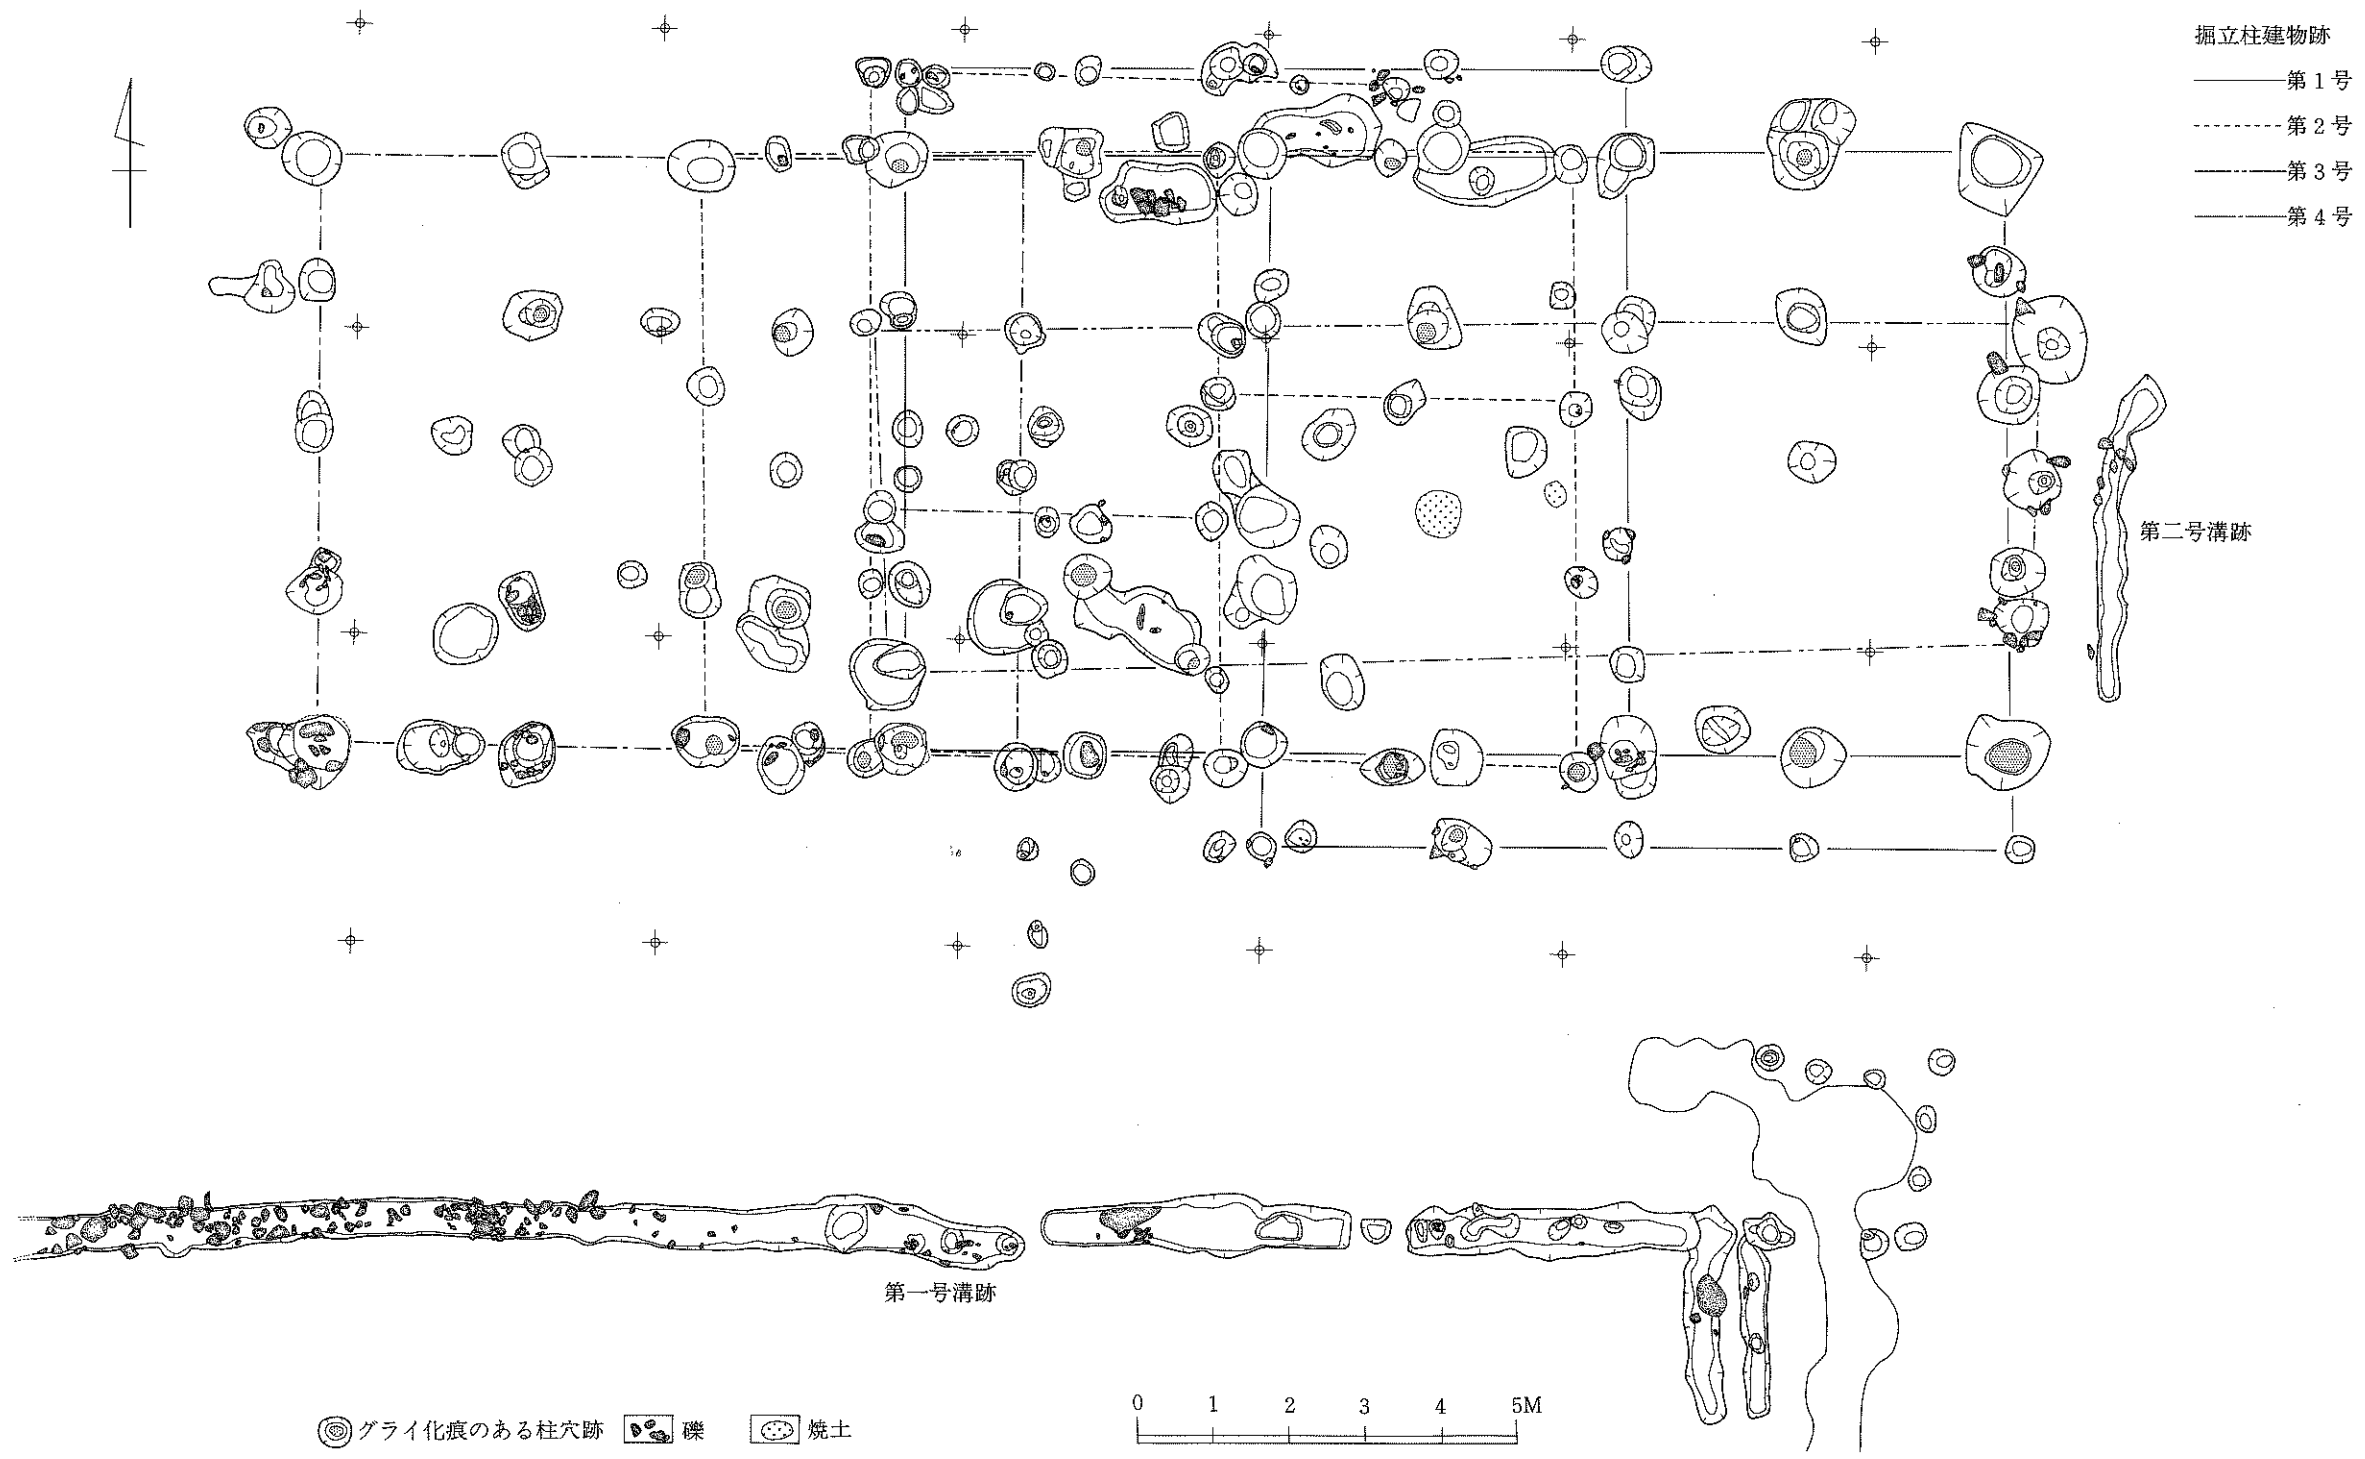 掘立柱建物跡
第1号
第2号
第3号
第4号
第二号溝跡
第一号溝跡
グライ化痕のある柱穴跡
礫
焼土
0 1 2 3 4 5M